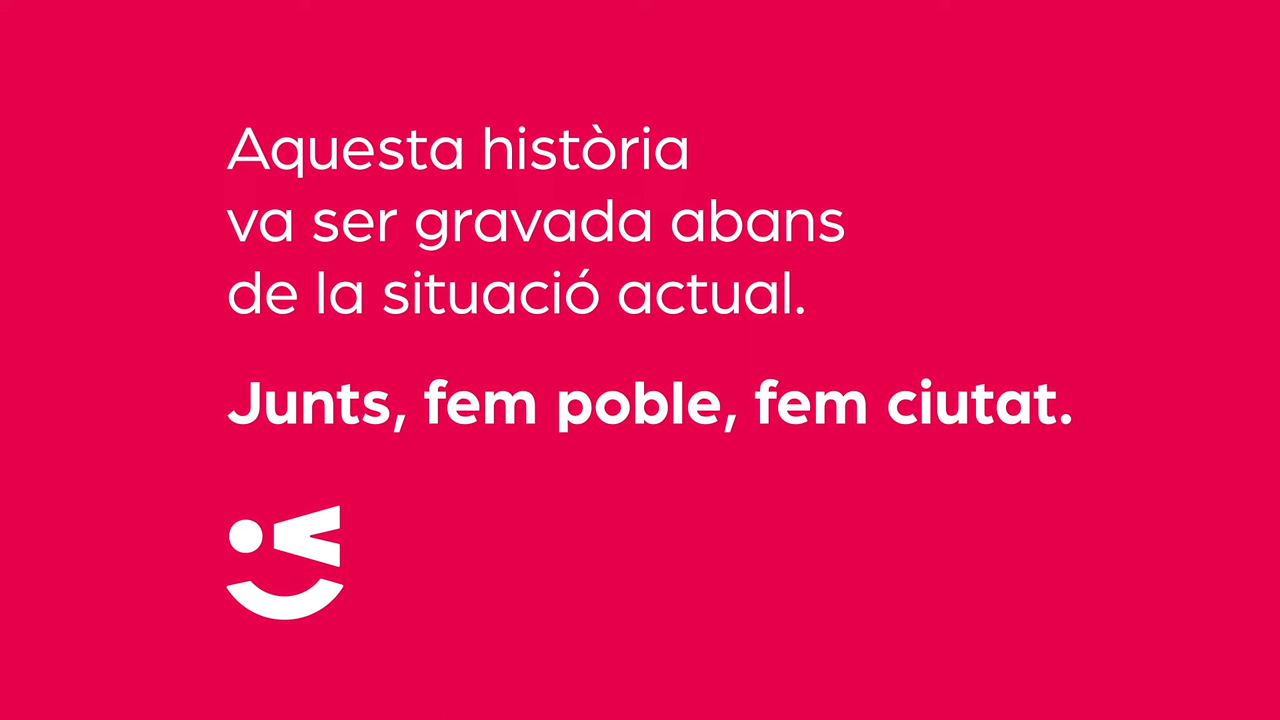 Aquesta història
va ser gravada abans
de la situació actual.
Junts, fem poble, fem ciutat.